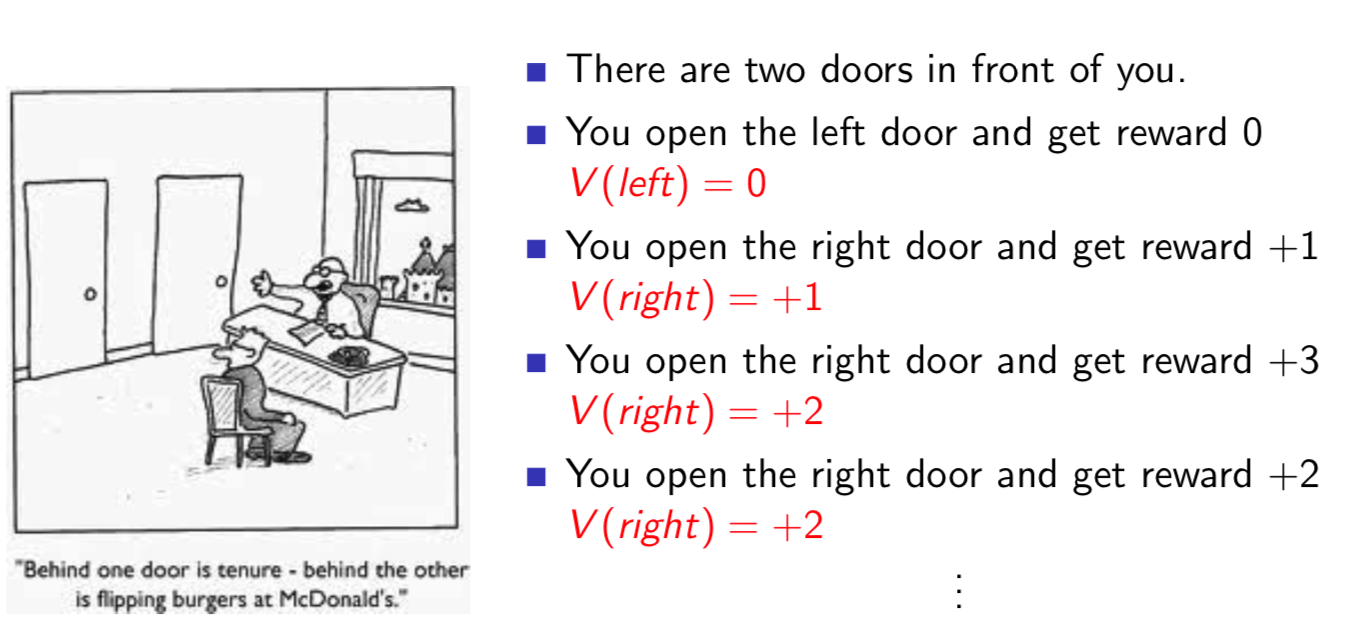 There are two doors in front of you.
You open the left door and get reward 0
V(left) = 0
You open the right door and get reward +1
V(right) = +1
You open the right door and get reward +3
V(right) = +2
You open the right door and get reward +2
V(right) = +2
⋮
"Behind one door is tenure - behind the other
is flipping burgers at McDonald's."